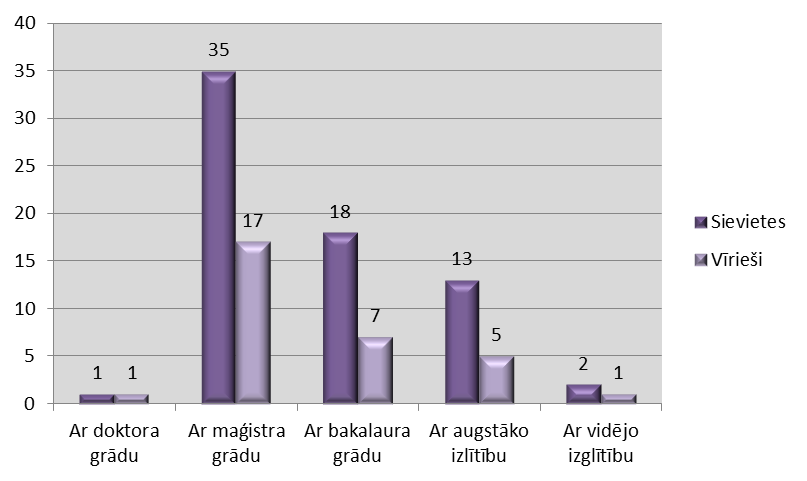 40
35
30
25
20
15
10
5
0
1
1
35
17
18
7
13
5
2
1
Ar doktora
grādu
Ar maģistra
grādu
Ar bakalaura
grādu
Ar augstāko
izlītību
Ar vidējo
izglītību
Sievietes
Vīrieši